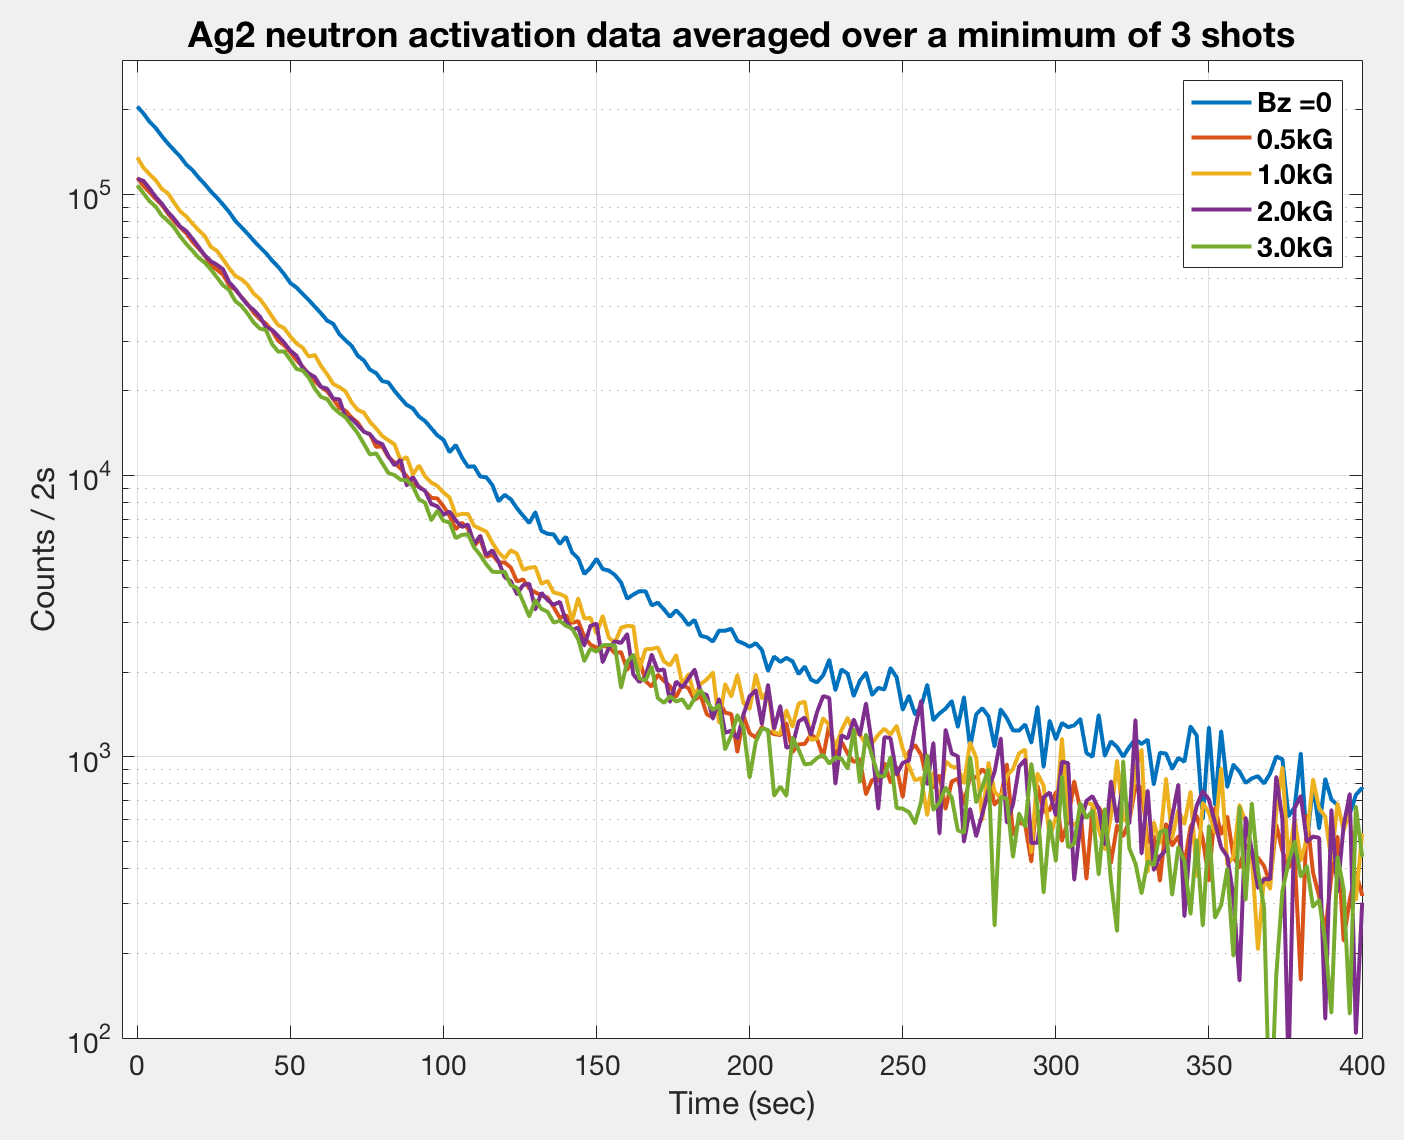 Ag2 neutron activation data averaged over a minimum of 3 shots
Bz =0
0.5kG
1.0kG
2.0kG
3.0kG
10^5
10^4
10^3
10^2
Counts / 2s
0 50 100 150 200 250 300 350 400
Time (sec)